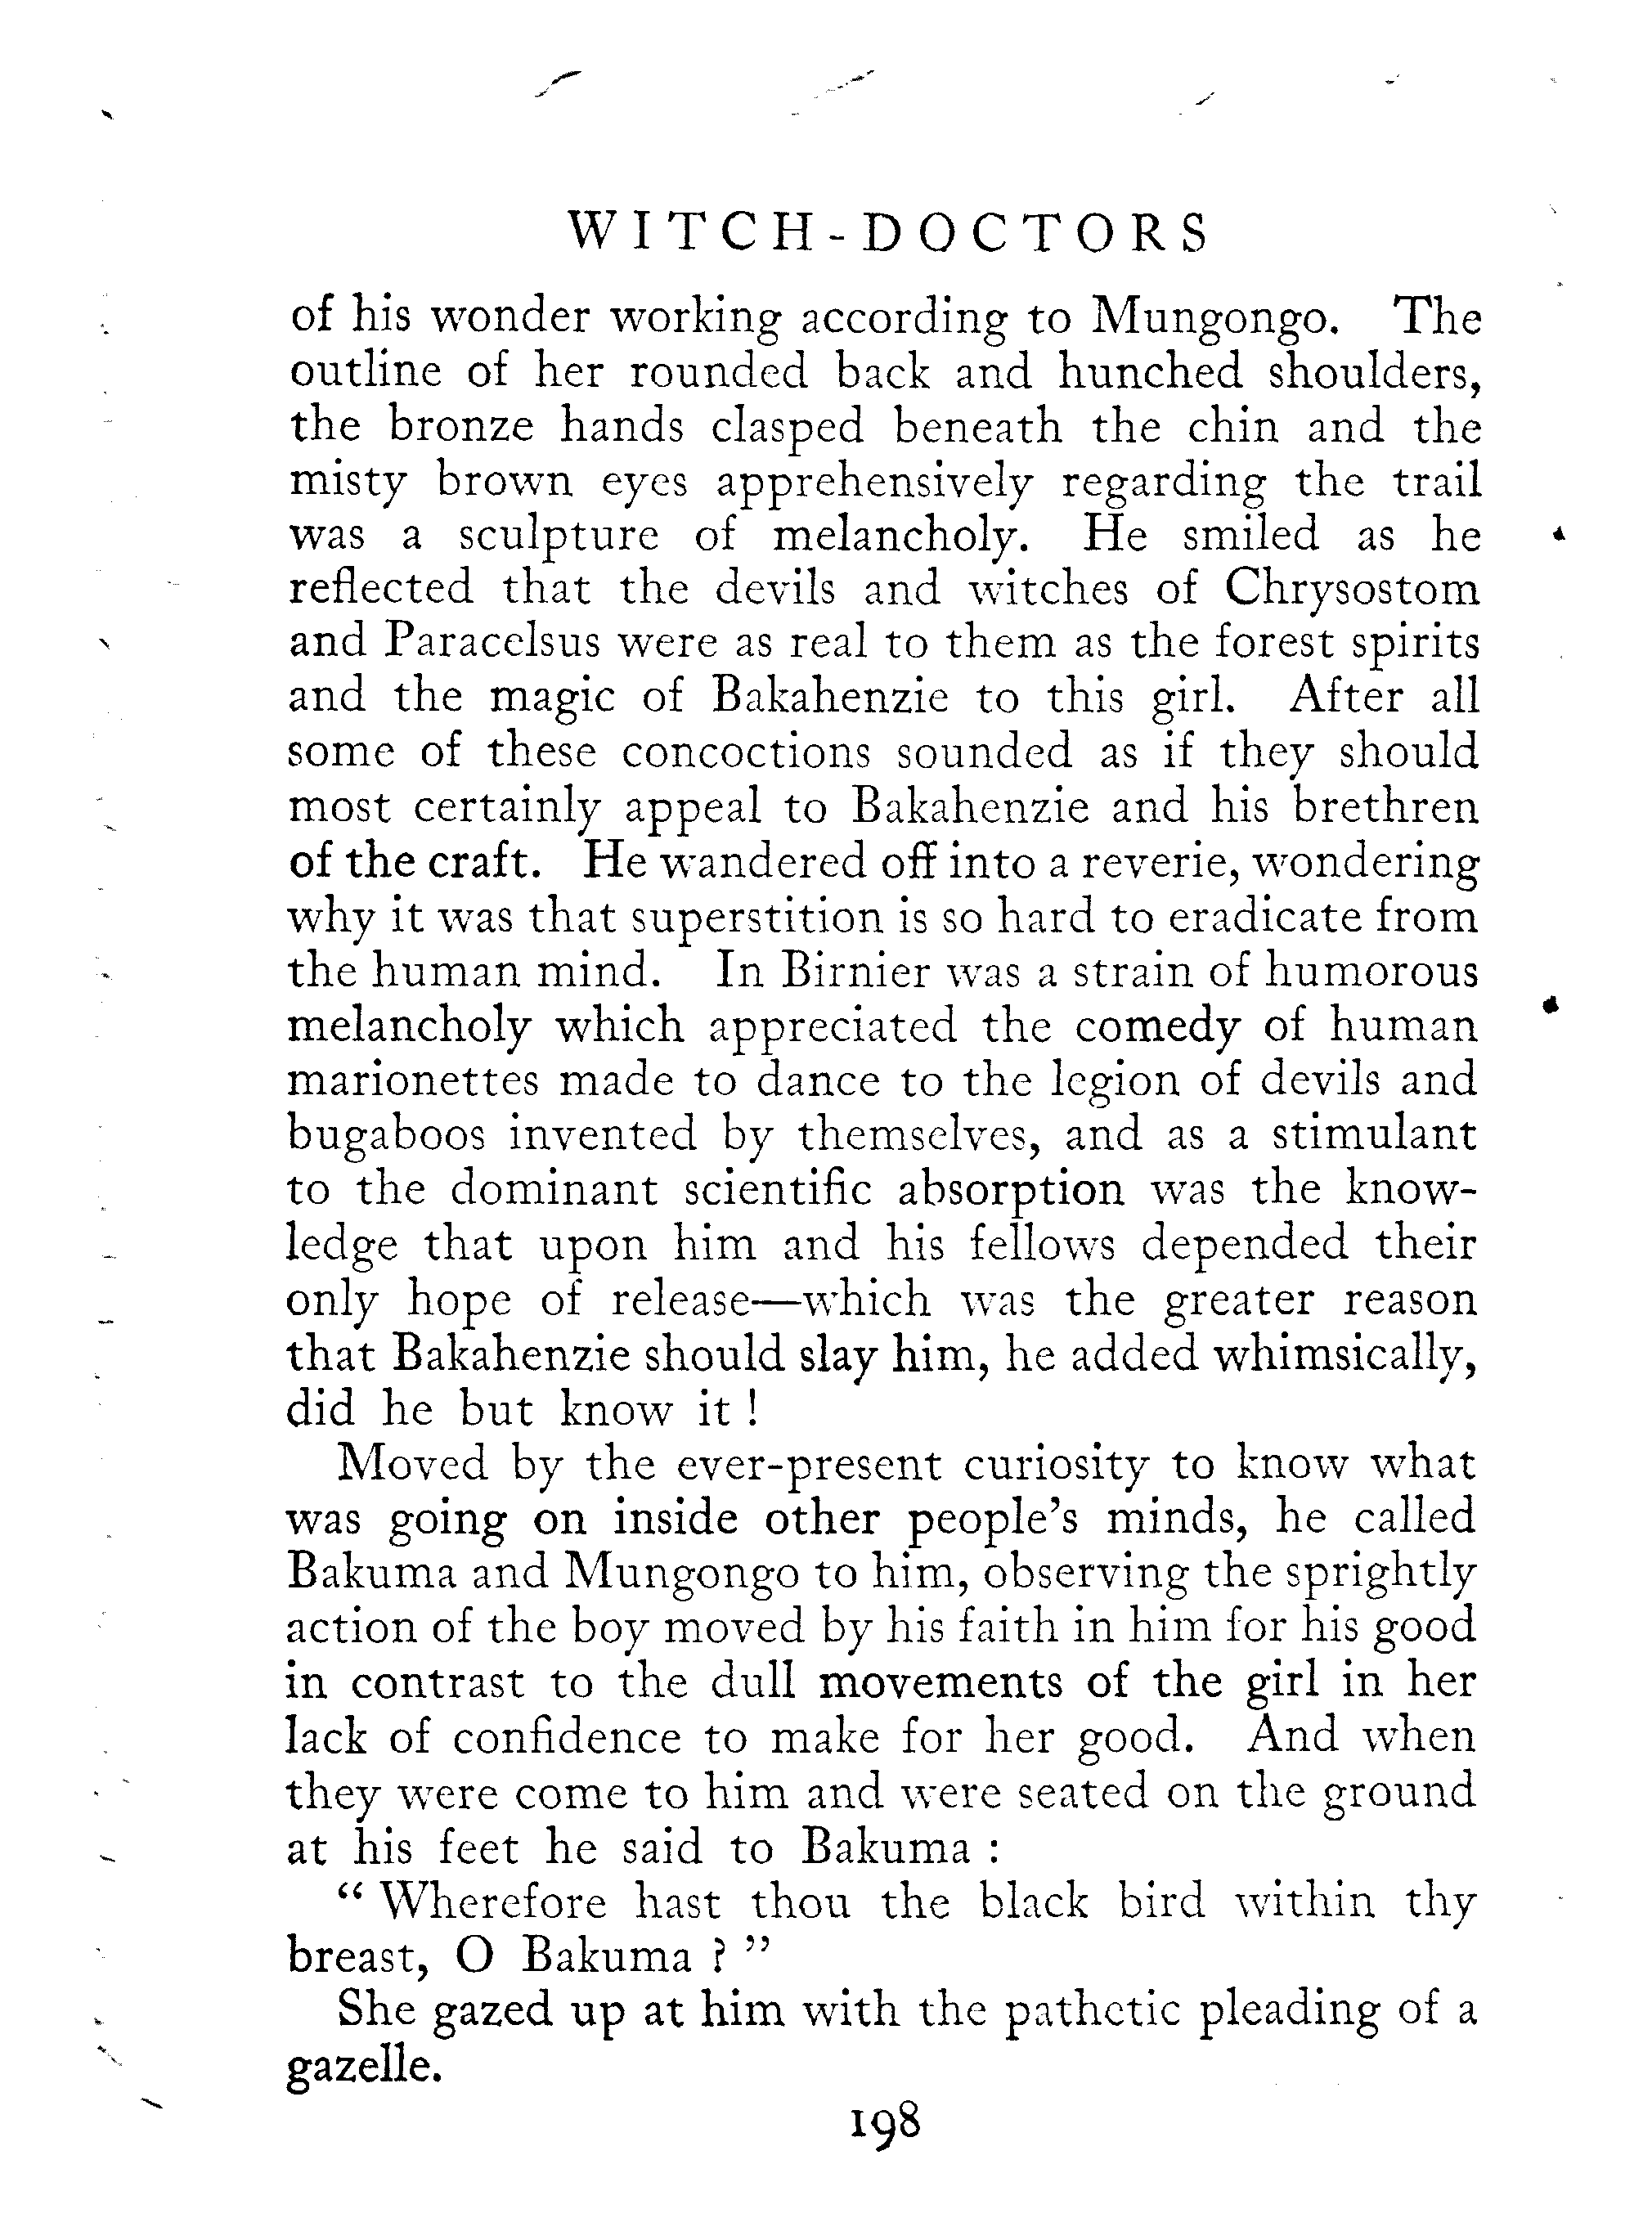 WITCH-DOCTORS
of his wonder working according to Mungongo. The
outline of her rounded back and hunched shoulders,
the bronze hands clasped beneath the chin and the
misty brown eyes apprehensively regarding the trail
was a sculpture of melancholy. He smiled as he
reflected that the devils and witches of Chrysostom
and Paracelsus were as real to them as the forest spirits
and the magic of Bakahenzie to this girl. After all
some of these concoctions sounded as if they should
most certainly appeal to Bakahenzie and his brethren
of the craft. He wandered off into a reverie, wondering
why it was that superstition is so hard to eradicate from
the human mind. In Birnier was a strain of humorous
melancholy which appreciated the comedy of human
marionettes made to dance to the legion of devils and
bugaboos invented by themselves, and as a stimulant
to the dominant scientific absorption was the know-
ledge that upon him and his fellows depended their
only hope of release—which was the greater reason
that Bakahenzie should slay him, he added whimsically,
did he but know it !
Moved by the ever-present curiosity to know what
was going on inside other people's minds, he called
Bakuma and Mungongo to him, observing the sprightly
action of the boy moved by his faith in him for his good
in contrast to the dull movements of the girl in her
lack of confidence to make for her good. And when
they were come to him and were seated on the ground
at his feet he said to Bakuma :
“ Wherefore hast thou the black bird within thy
breast, O Bakuma ? ”
She gazed up at him with the pathetic pleading of a
gazelle.
198